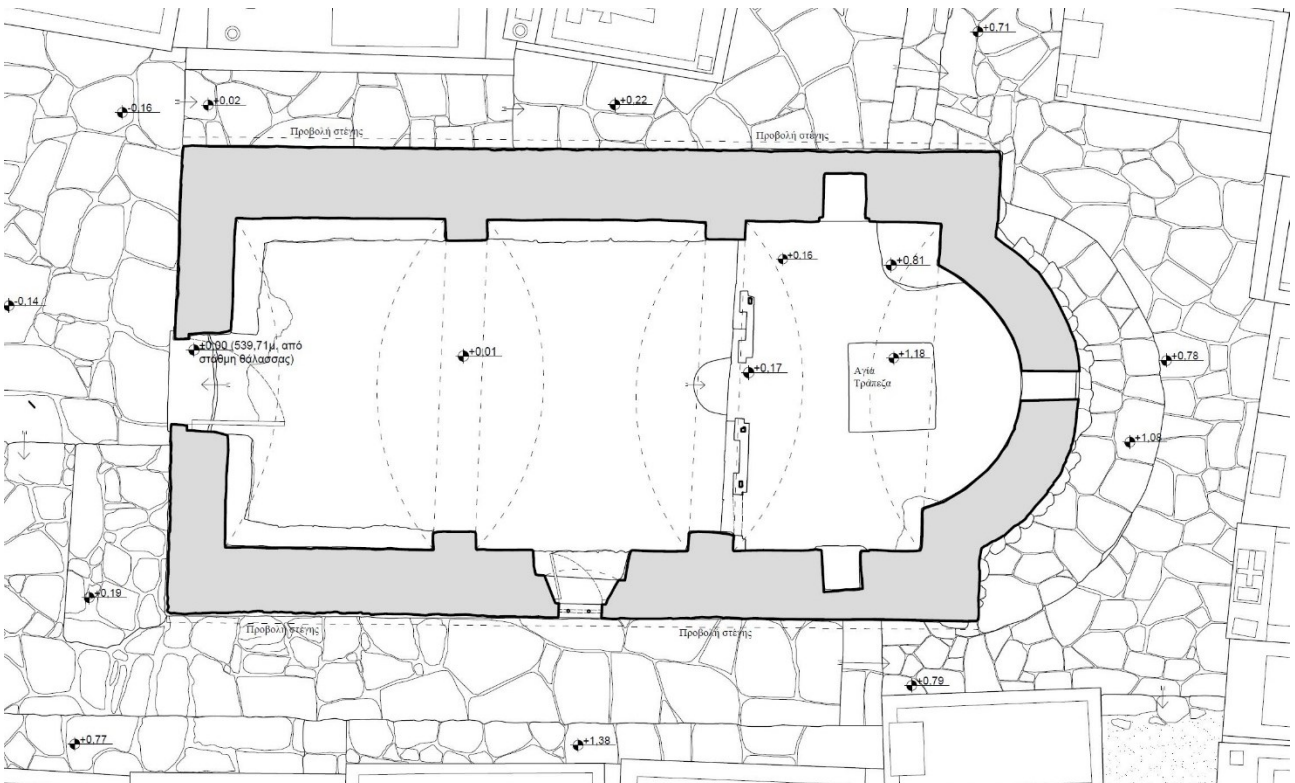 +0,71
-0,16
+0,02
+0,22
Προβολή στέγης
Προβολή στέγης
+0,16
+0,81
-0,14
+0,00 (539,71μ, από
στάθμη θάλασσας)
+0,01
+0,17
+1,18
+0,78
Αγία
Τράπεζα
+1,08
+0,19
Προβολή στέγης
Προβολή στέγης
+0,79
+0,77
+1,38